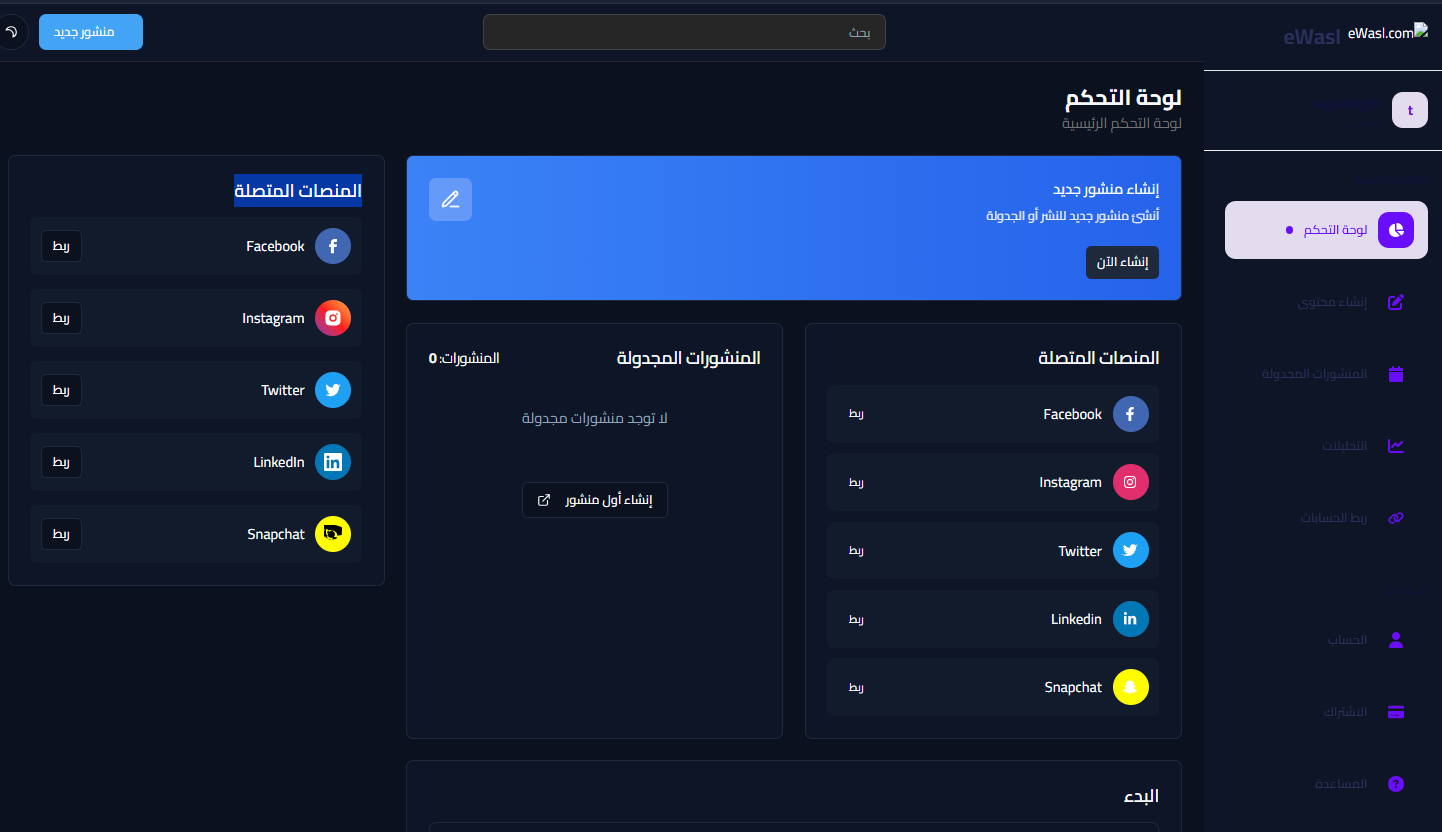 eWasl.com
eWasl
بحث
منشور جديد
t
لوحة التحكم
إنشاء محتوى
المنشورات المجدولة
التحليلات
ربط الحسابات
الحساب
الاشتراك
المساعدة
لوحة التحكم
لوحة التحكم الرئيسية
إنشاء منشور جديد
أنشئ منشور جديد للنشر أو الجدولة
إنشاء الآن
المنصات المتصلة
Facebook ربط
Instagram ربط
Twitter ربط
Linkedin ربط
Snapchat ربط
المنشورات المجدولة
المنشورات: 0
لا توجد منشورات مجدولة
إنشاء أول منشور
المنصات المتصلة
Facebook ربط
Instagram ربط
Twitter ربط
LinkedIn ربط
Snapchat ربط
البدء